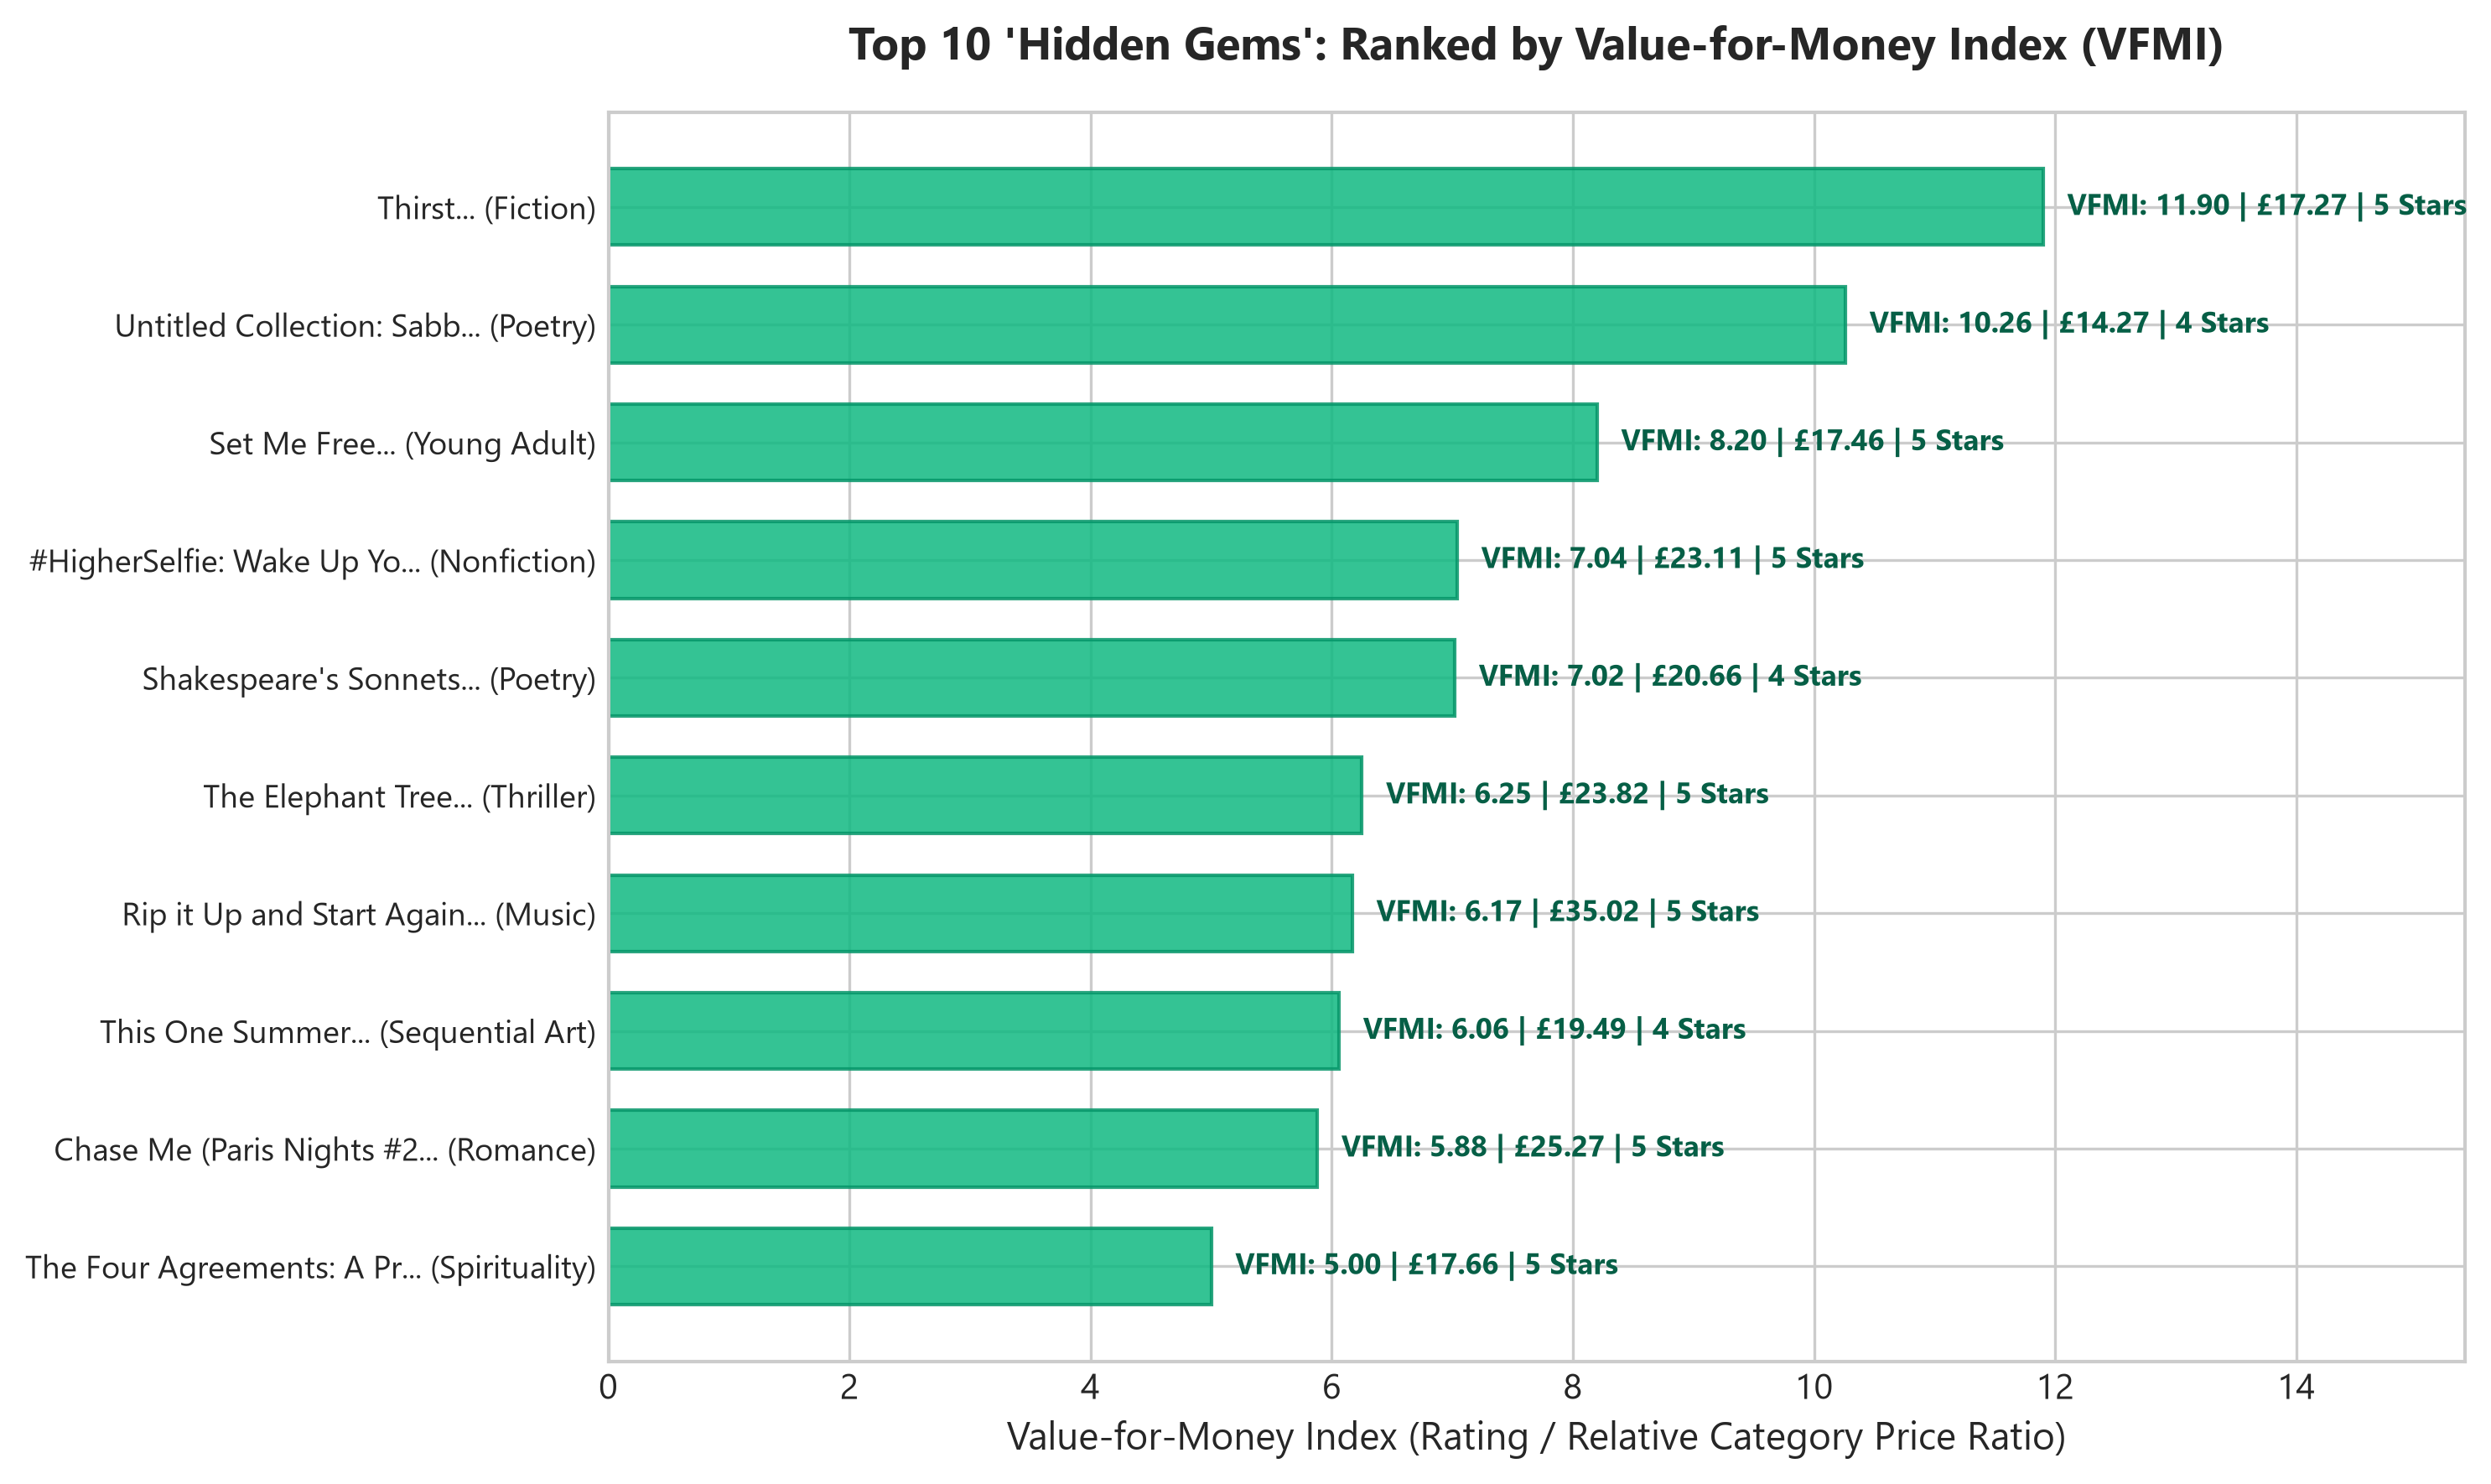 Top 10 'Hidden Gems': Ranked by Value-for-Money Index (VFMI)
Thirst... (Fiction)
VFMI: 11.90 | £17.27 | 5 Stars
Untitled Collection: Sabb... (Poetry)
VFMI: 10.26 | £14.27 | 4 Stars
Set Me Free... (Young Adult)
VFMI: 8.20 | £17.46 | 5 Stars
#HigherSelfie: Wake Up Yo... (Nonfiction)
VFMI: 7.04 | £23.11 | 5 Stars
Shakespeare's Sonnets... (Poetry)
VFMI: 7.02 | £20.66 | 4 Stars
The Elephant Tree... (Thriller)
VFMI: 6.25 | £23.82 | 5 Stars
Rip it Up and Start Again... (Music)
VFMI: 6.17 | £35.02 | 5 Stars
This One Summer... (Sequential Art)
VFMI: 6.06 | £19.49 | 4 Stars
Chase Me (Paris Nights #2... (Romance)
VFMI: 5.88 | £25.27 | 5 Stars
The Four Agreements: A Pr... (Spirituality)
VFMI: 5.00 | £17.66 | 5 Stars
0 2 4 6 8 10 12 14
Value-for-Money Index (Rating / Relative Category Price Ratio)